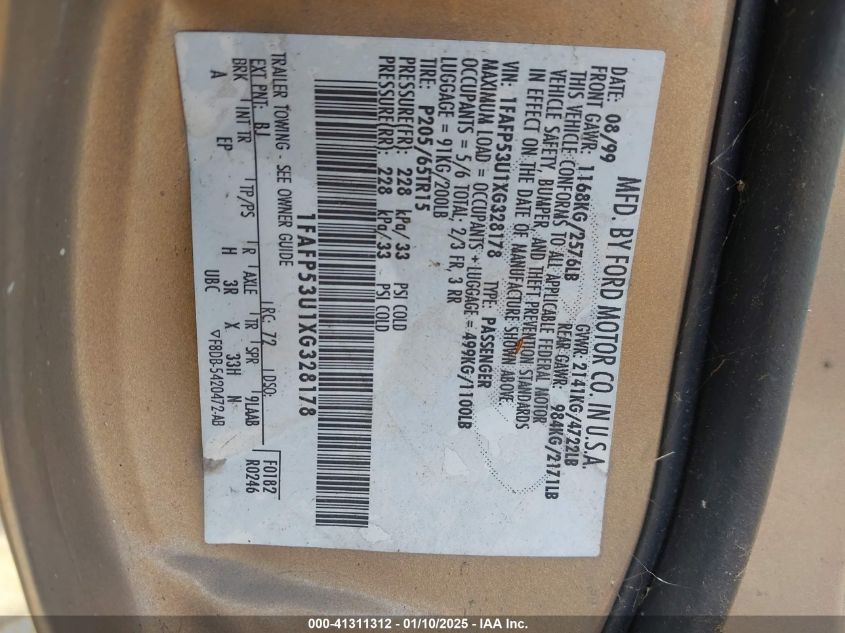 MFD. BY FORD MOTOR CO. IN U.S.A.
DATE: 08/99 GVWR: 2141KG/4722LB
FRONT GAWR: 1168KG/2576LB REAR GAWR: 984KG/2171LB
THIS VEHICLE CONFORMS TO ALL APPLICABLE FEDERAL MOTOR
VEHICLE SAFETY, BUMPER, AND THEFT PREVENTION STANDARDS
IN EFFECT ON THE DATE OF MANUFACTURE SHOWN ABOVE
VIN: 1FAFP53U1XG328178 TYPE: PASSENGER
MAXIMUM LOAD = OCCUPANTS + LUGGAGE = 499KG/1100LB
OCCUPANTS = 5/6 TOTAL, 2/3 FR, 3 RR
LUGGAGE = 91KG/200LB
TIRE: P205/65TR15
PRESSURE(FR): 228 kPa/33 PSI COLD
PRESSURE(RR): 228 kPa/33 PSI COLD
1FAFP53U1XG328178
TRAILER TOWING - SEE OWNER GUIDE
EXT PNT: BJ RC: 72 DSO: F0182
BRK INT TR TP/PS R AXLE TR SPR 9LAAB R0246
A EP H 3R X 33H N
UBC ▽F8DB-5420472-AG
000-41311312 — 01/10/2025 — IAA Inc.